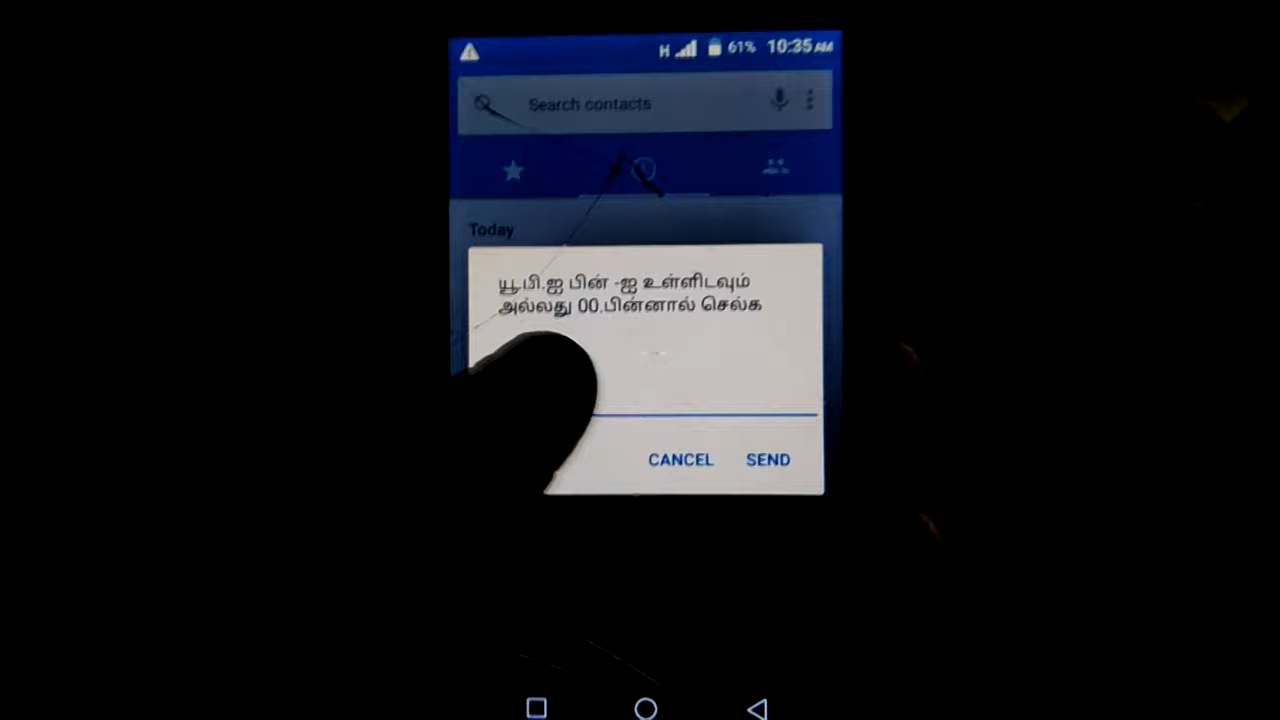 H 61% 10:35 AM
Search contacts
Today
யூ.பி.ஐ பின் -ஐ உள்ளிடவும்
அல்லது 00.பின்னால் செல்க
CANCEL SEND